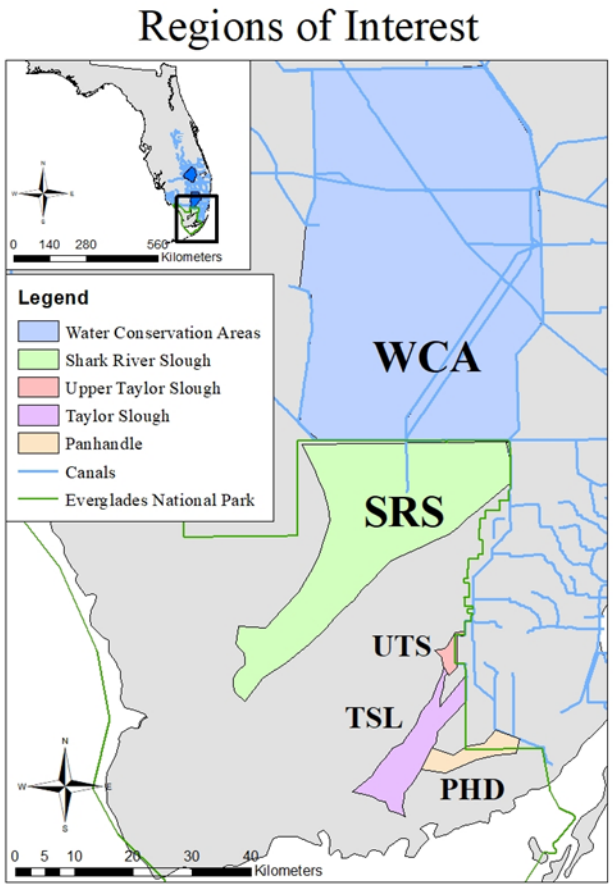 Regions of Interest
N
W E
S
0 140 280 560
Kilometers
Legend
Water Conservation Areas
Shark River Slough
Upper Taylor Slough
Taylor Slough
Panhandle
Canals
Everglades National Park
WCA
SRS
UTS
TSL
PHD
N
W E
S
0 5 10 20 30 40
Kilometers